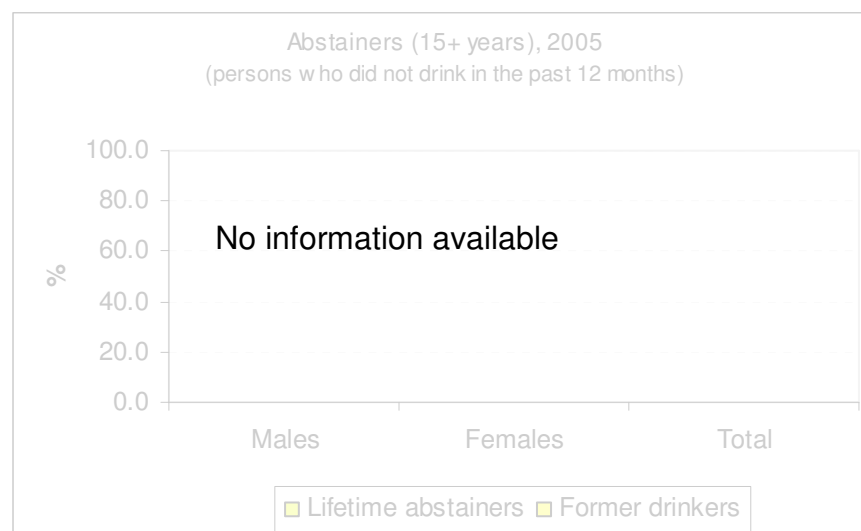 Abstainers (15+ years), 2005
(persons who did not drink in the past 12 months)
100.0
80.0
No information available
60.0
%
40.0
20.0
0.0
Males Females Total
Lifetime abstainers Former drinkers